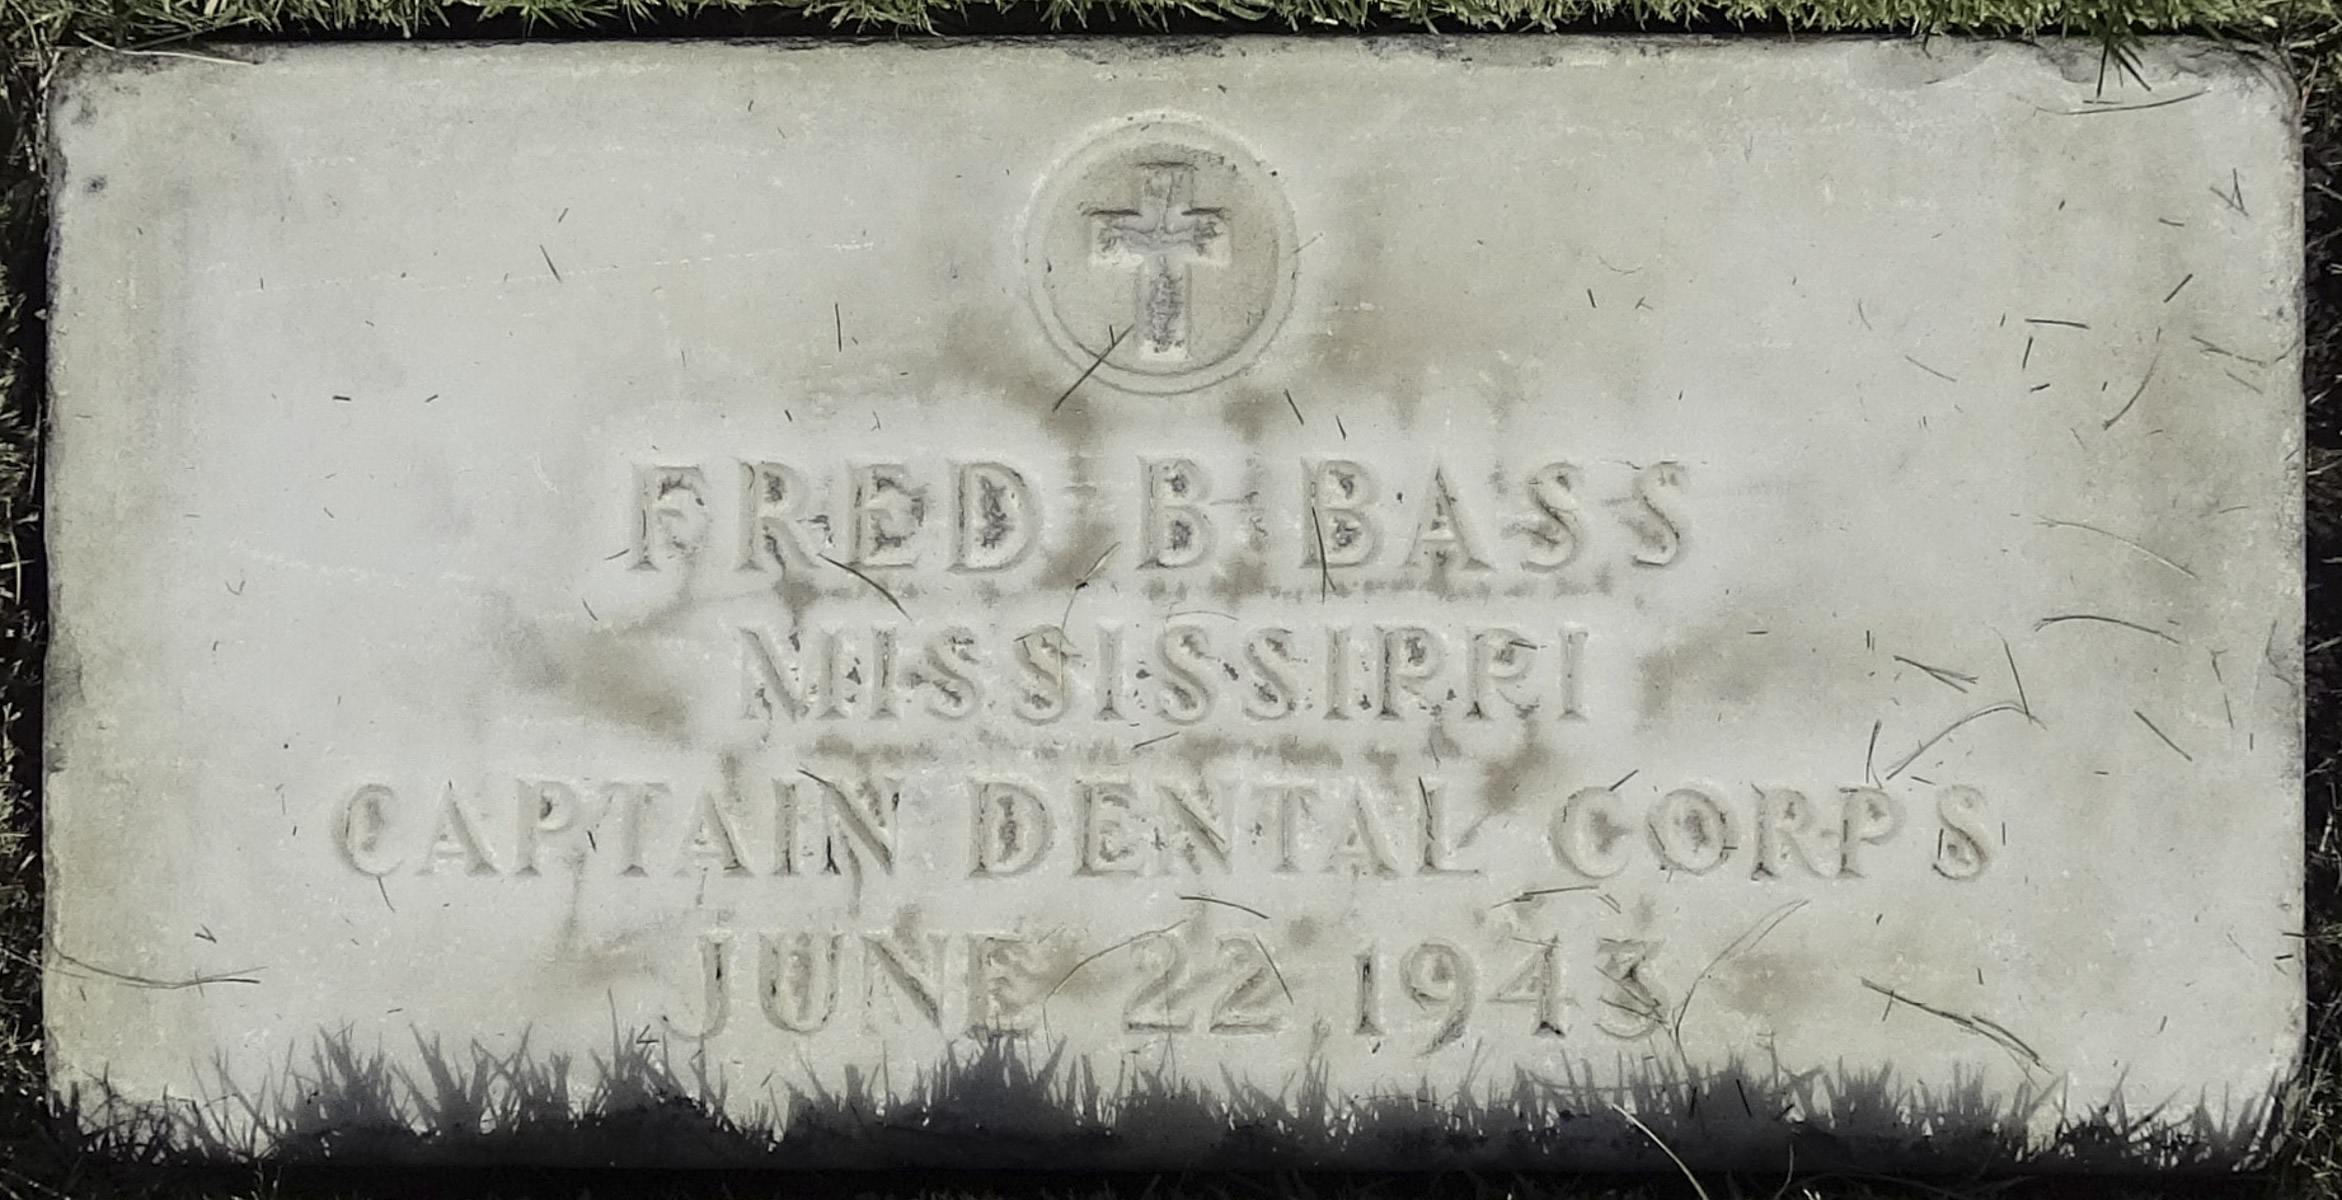 FRED B BASS
MISSISSIPPI
CAPTAIN DENTAL CORPS
JUNE 22 1943